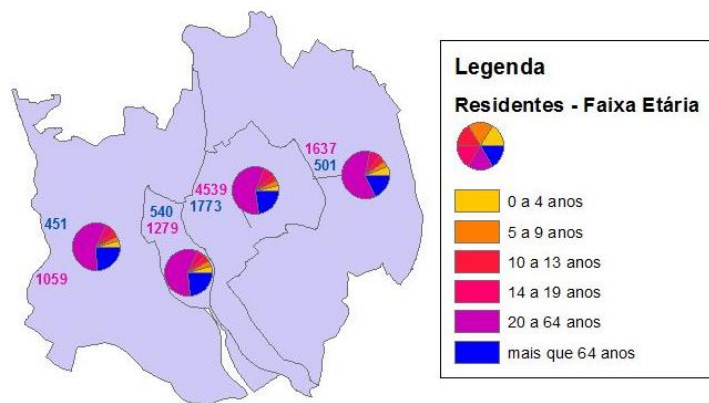 1637
501
4539
1773
540
1279
451
1059
Legenda
Residentes - Faixa Etária
0 a 4 anos
5 a 9 anos
10 a 13 anos
14 a 19 anos
20 a 64 anos
mais que 64 anos